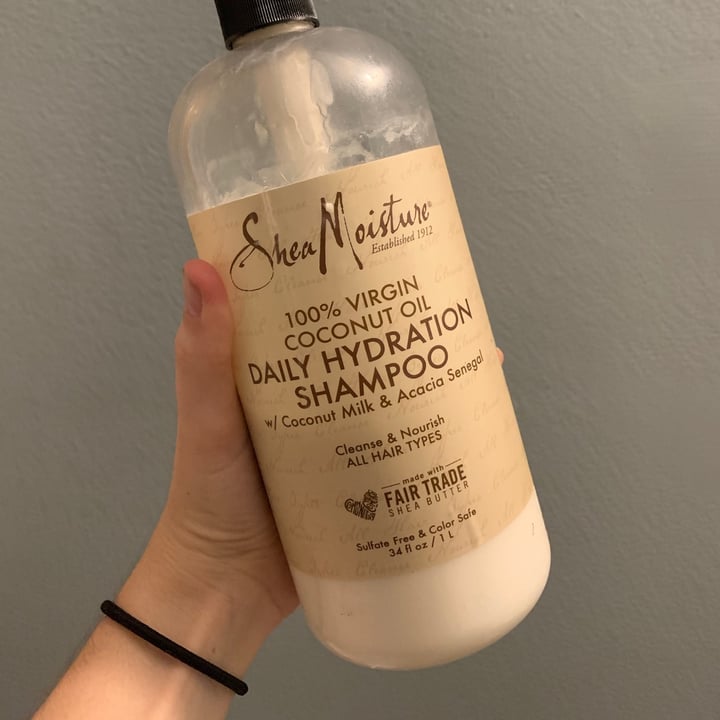 SheaMoisture®
Established 1912
100% VIRGIN
COCONUT OIL
DAILY HYDRATION
SHAMPOO
w/ Coconut Milk & Acacia Senegal
Cleanse & Nourish
ALL HAIR TYPES
made with
FAIR TRADE
SHEA BUTTER
Sulfate Free & Color Safe
34 fl oz / 1 L